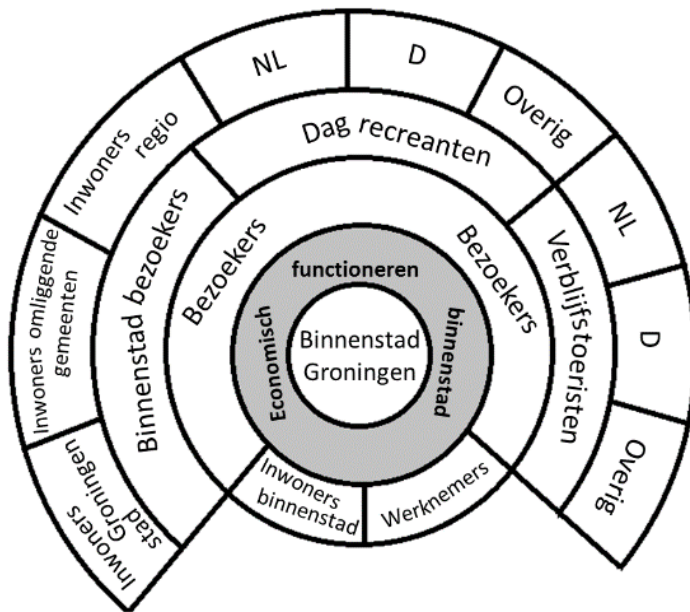 NL
D
Overig
Inwoners
regio
Dag recreanten
NL
Inwoners omliggende
gemeenten
Binnenstad bezoekers
Bezoekers
Bezoekers
Verblijfstoeristen
D
Economisch
functioneren
binnenstad
Binnenstad
Groningen
Inwoners
Groningen
stad
Inwoners
binnenstad
Werknemers
Overig